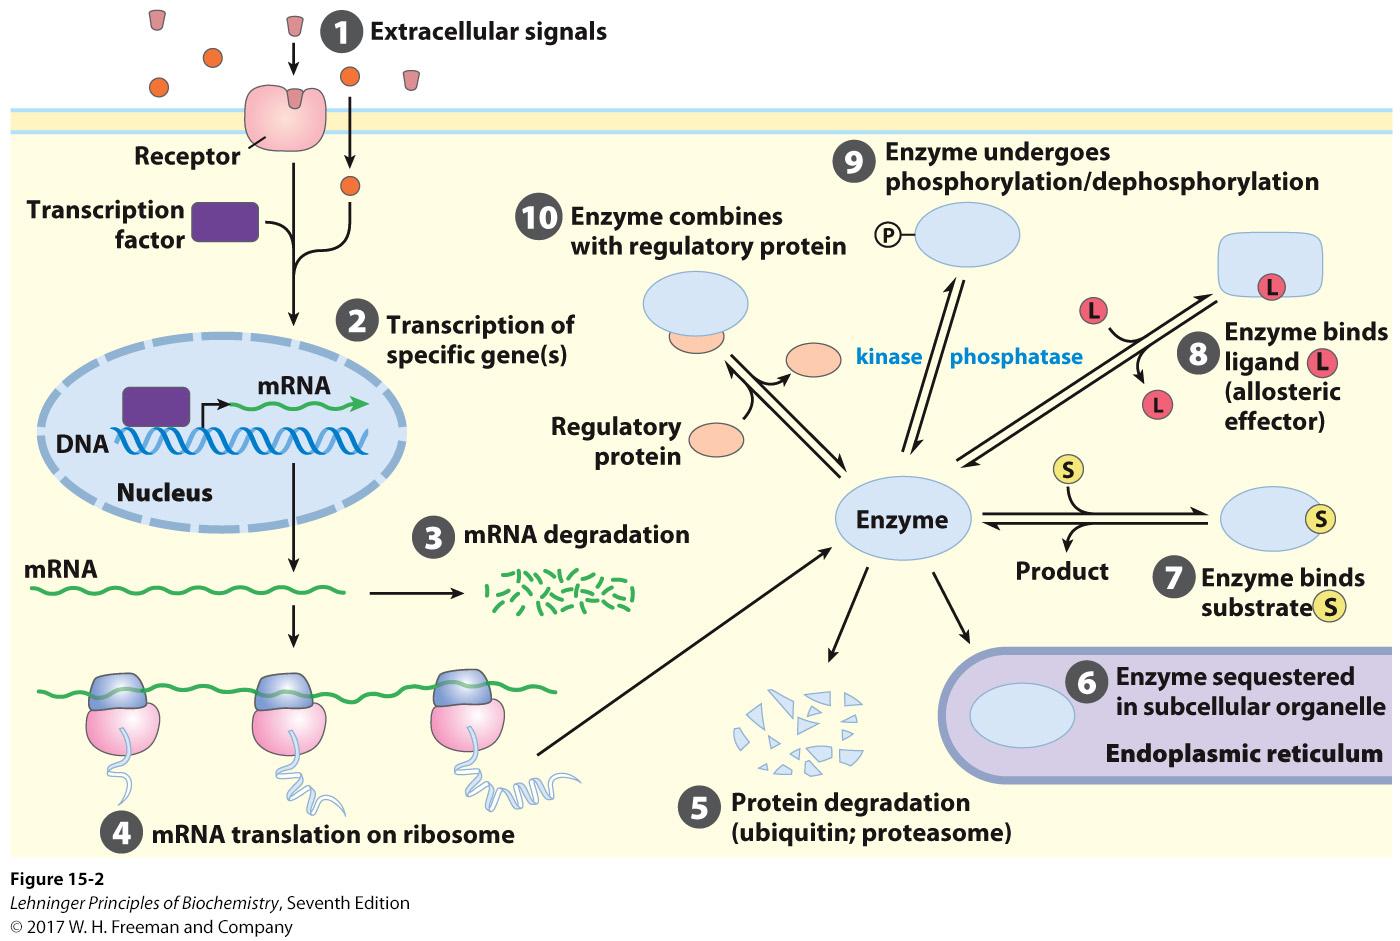 1 Extracellular signals
Receptor
Transcription
factor
2 Transcription of
specific gene(s)
mRNA
DNA
Nucleus
mRNA
3 mRNA degradation
4 mRNA translation on ribosome
10 Enzyme combines
with regulatory protein
Regulatory
protein
9 Enzyme undergoes
phosphorylation/dephosphorylation
P
kinase phosphatase
L
L
L
8 Enzyme binds
ligand L
(allosteric
effector)
Enzyme
S
S
Product
7 Enzyme binds
substrate S
6 Enzyme sequestered
in subcellular organelle
Endoplasmic reticulum
5 Protein degradation
(ubiquitin; proteasome)
Figure 15-2
Lehninger Principles of Biochemistry, Seventh Edition
© 2017 W. H. Freeman and Company